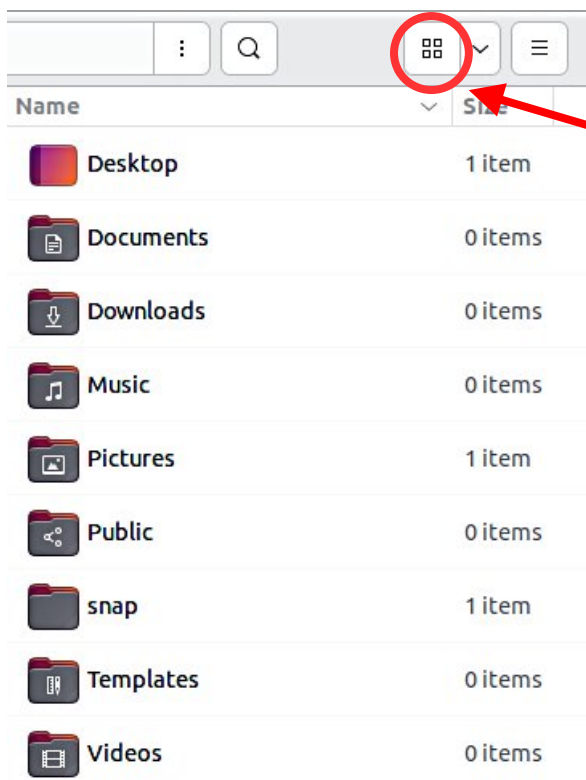 Name Size
Desktop 1 item
Documents 0 items
Downloads 0 items
Music 0 items
Pictures 1 item
Public 0 items
snap 1 item
Templates 0 items
Videos 0 items